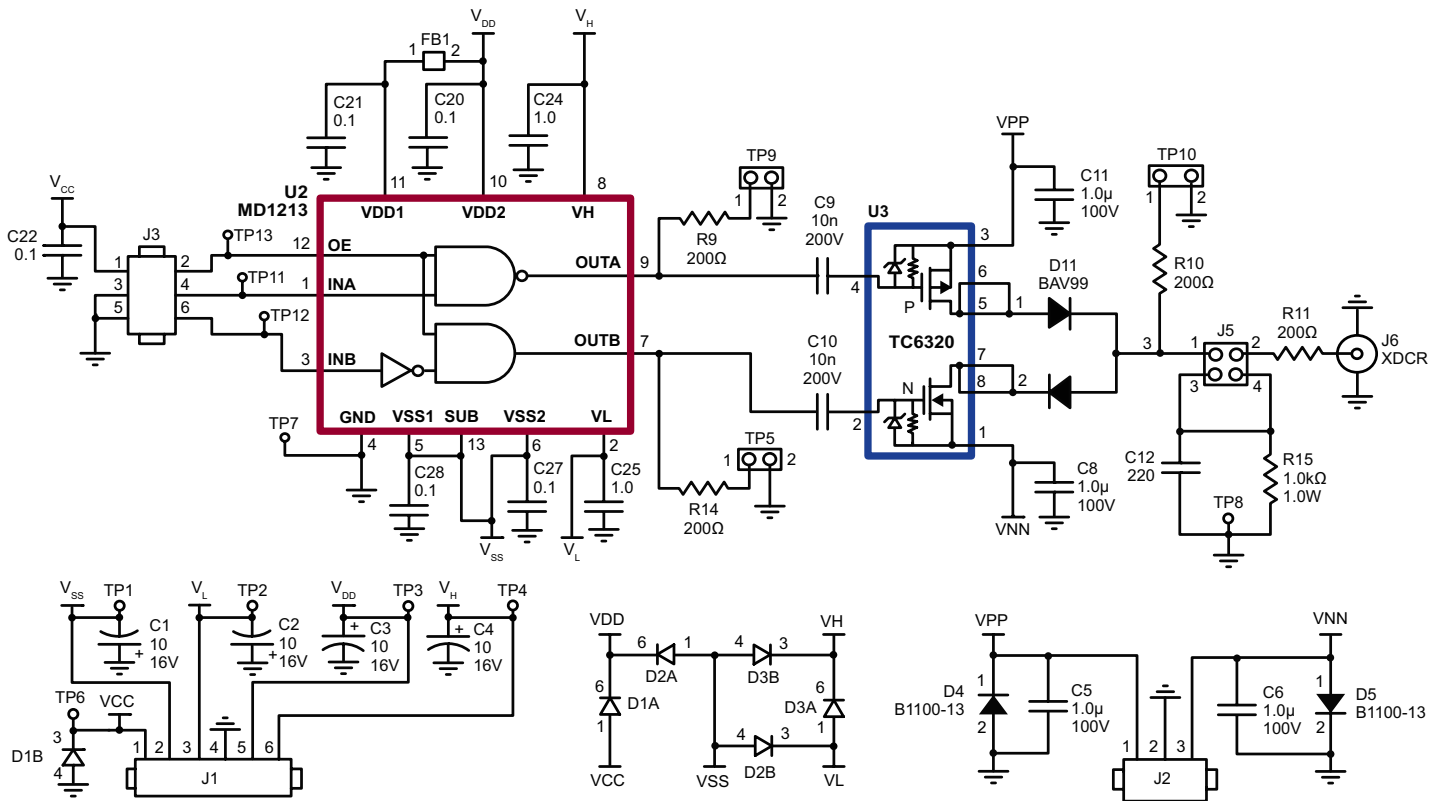 V_DD
V_H
FB1
1
2
C21
0.1
C20
0.1
C24
1.0
11
10
8
U2
MD1213
VDD1
VDD2
VH
V_CC
C22
0.1
J3
1
2
3
4
5
6
TP13
TP11
TP12
12
1
3
OE
INA
INB
OUTA
OUTB
9
7
GND
VSS1
SUB
VSS2
VL
4
5
13
6
2
TP7
C28
0.1
C27
0.1
C25
1.0
V_SS
V_L
TP9
1
2
R9
200Ω
TP5
1
2
R14
200Ω
C9
10n
200V
C10
10n
200V
U3
4
2
P
TC6320
N
3
6
5
7
8
1
VPP
C11
1.0µ
100V
VNN
C8
1.0µ
100V
D11
BAV99
1
2
3
TP10
1
2
R10
200Ω
J5
1
2
3
4
R11
200Ω
J6
XDCR
C12
220
R15
1.0kΩ
1.0W
TP8
V_SS
TP1
C1
10
16V
+
V_L
TP2
C2
10
16V
+
V_DD
TP3
+
C3
10
16V
V_H
TP4
+
C4
10
16V
TP6
VCC
3
4
D1B
1
2
3
4
5
6
J1
VDD
VH
6
1
D2A
4
3
D3B
6
D1A
1
6
D3A
1
4
3
D2B
VCC
VSS
VL
VPP
VNN
D4
B1100-13
1
2
C5
1.0µ
100V
C6
1.0µ
100V
1
2
D5
B1100-13
1
2
3
J2